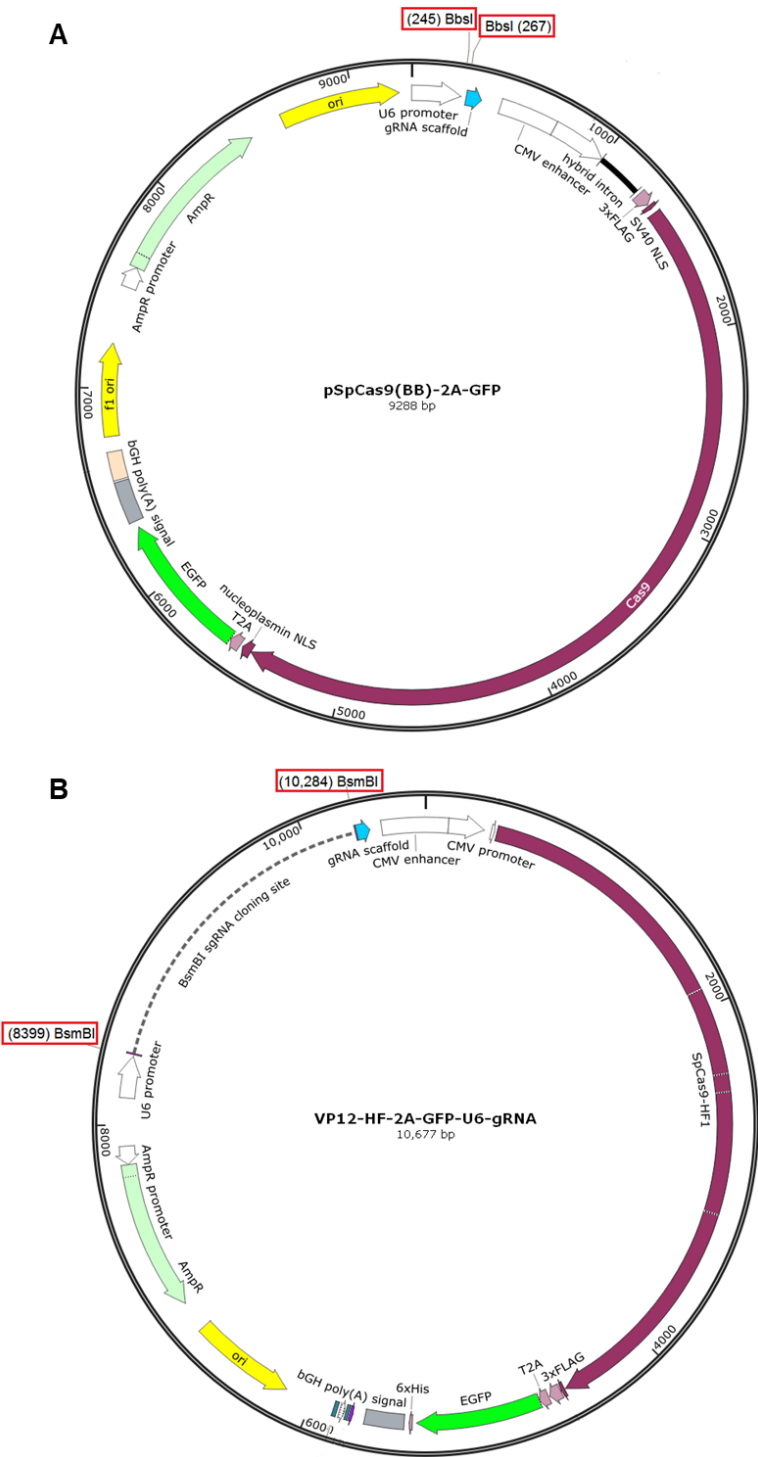 A
(245) BbsI
BbsI (267)
9000
ori
U6 promoter
gRNA scaffold
1000
CMV enhancer
hybrid intron
3xFLAG
SV40 NLS
8000
AmpR
AmpR promoter
2000
pSpCas9(BB)-2A-GFP
9288 bp
7000
f1 ori
bGH poly(A) signal
3000
EGFP
6000
T2A
nucleoplasmin NLS
Cas9
4000
5000
B
(10,284) BsmBI
10,000
gRNA scaffold
CMV enhancer
CMV promoter
BsmBI sgRNA cloning site
2000
(8399) BsmBI
U6 promoter
SpCas9-HF1
VP12-HF-2A-GFP-U6-gRNA
10,677 bp
8000
AmpR promoter
AmpR
4000
ori
T2A
3xFLAG
bGH poly(A) signal
6xHis
EGFP
6000